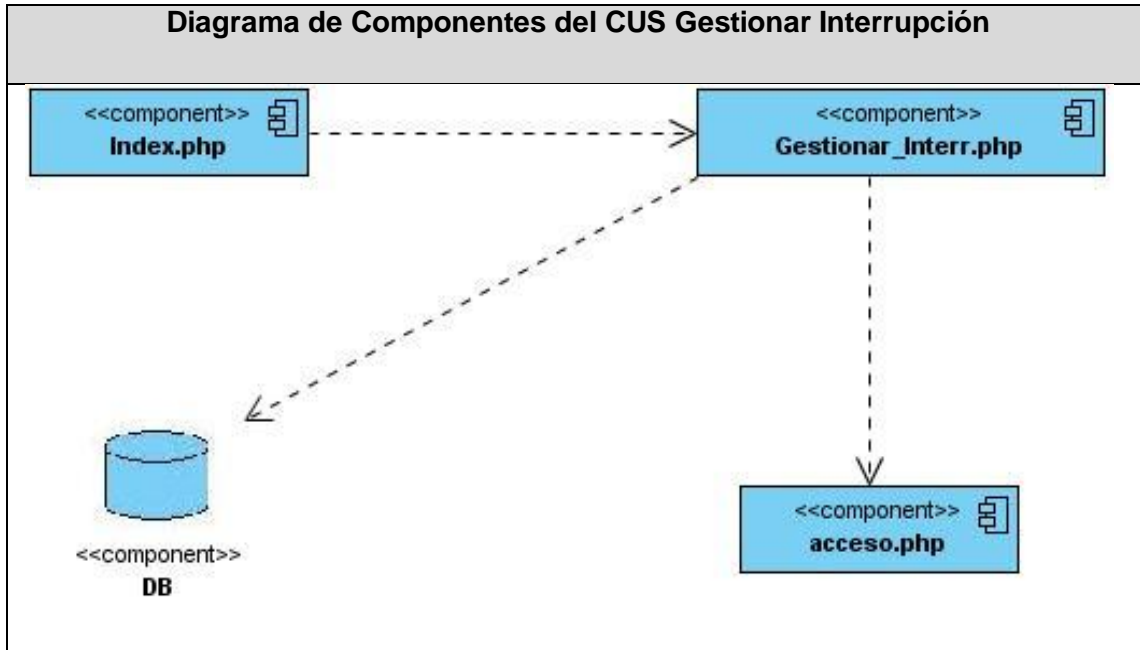 Diagrama de Componentes del CUS Gestionar Interrupción
<<component>>
Index.php
<<component>>
Gestionar_Interr.php
<<component>>
DB
<<component>>
acceso.php